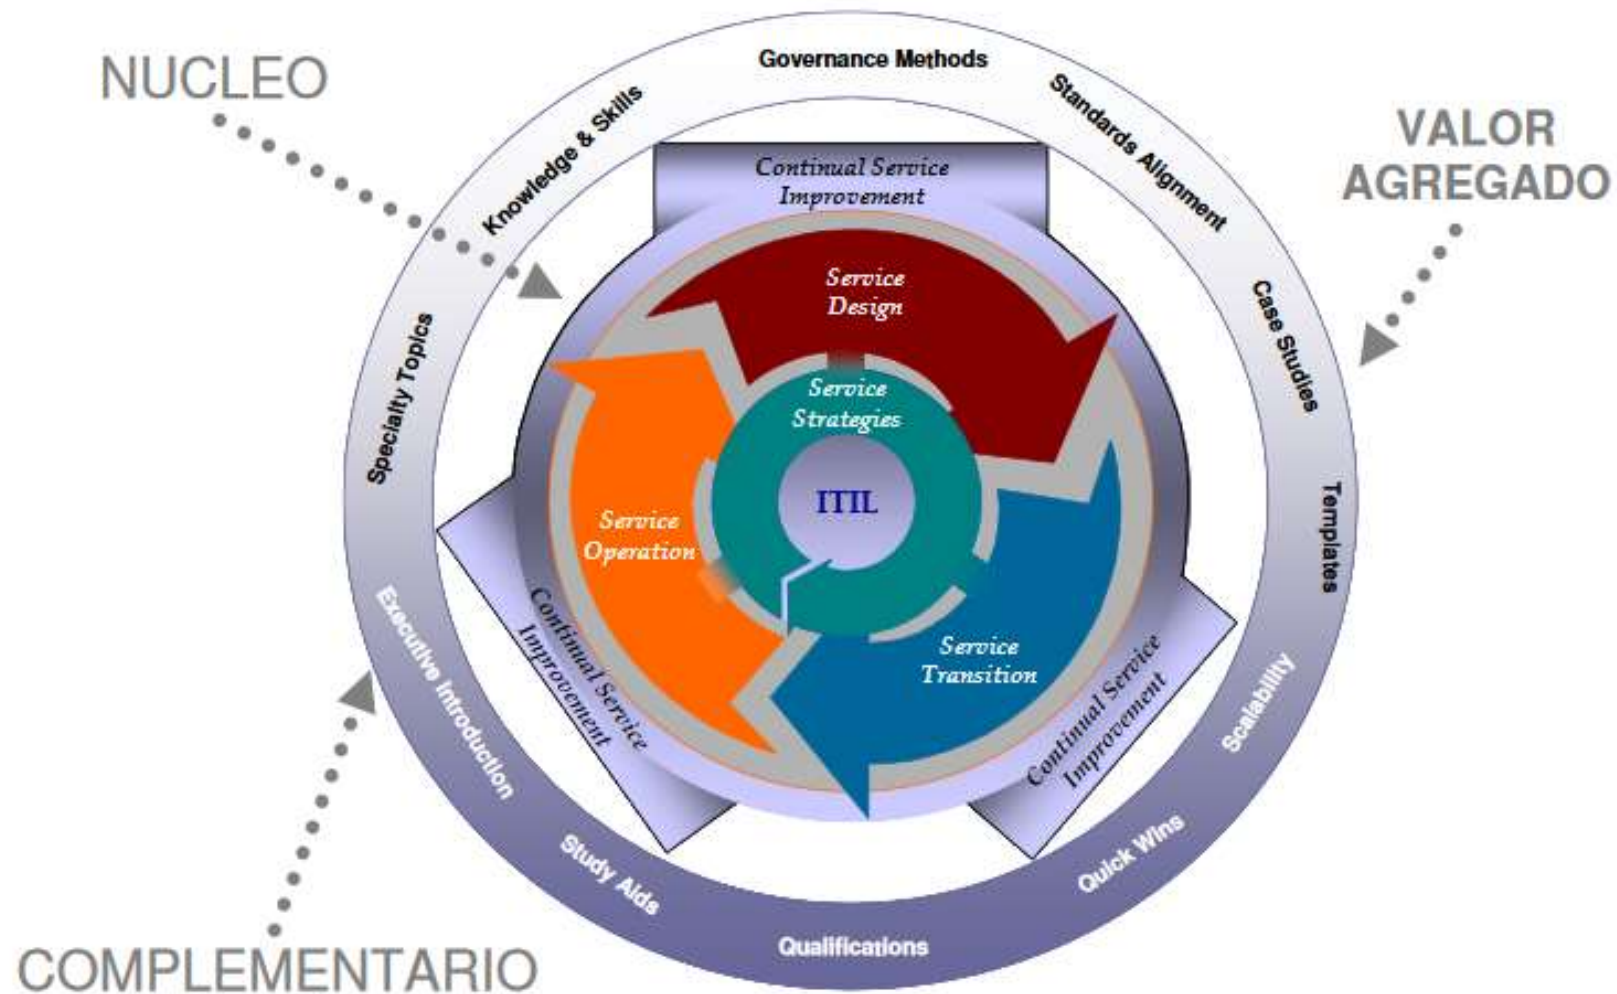 NUCLEO
Governance Methods
Knowledge & Skills
Standards Alignment
VALOR
AGREGADO
Continual Service
Improvement
Service
Design
Case Studies
Specialty Topics
Service
Strategies
ITIL
Templates
Service
Operation
Service
Transition
Continual Service
Improvement
Continual Service
Improvement
Executive Introduction
Scalability
Study Aids
Quick Wins
Qualifications
COMPLEMENTARIO